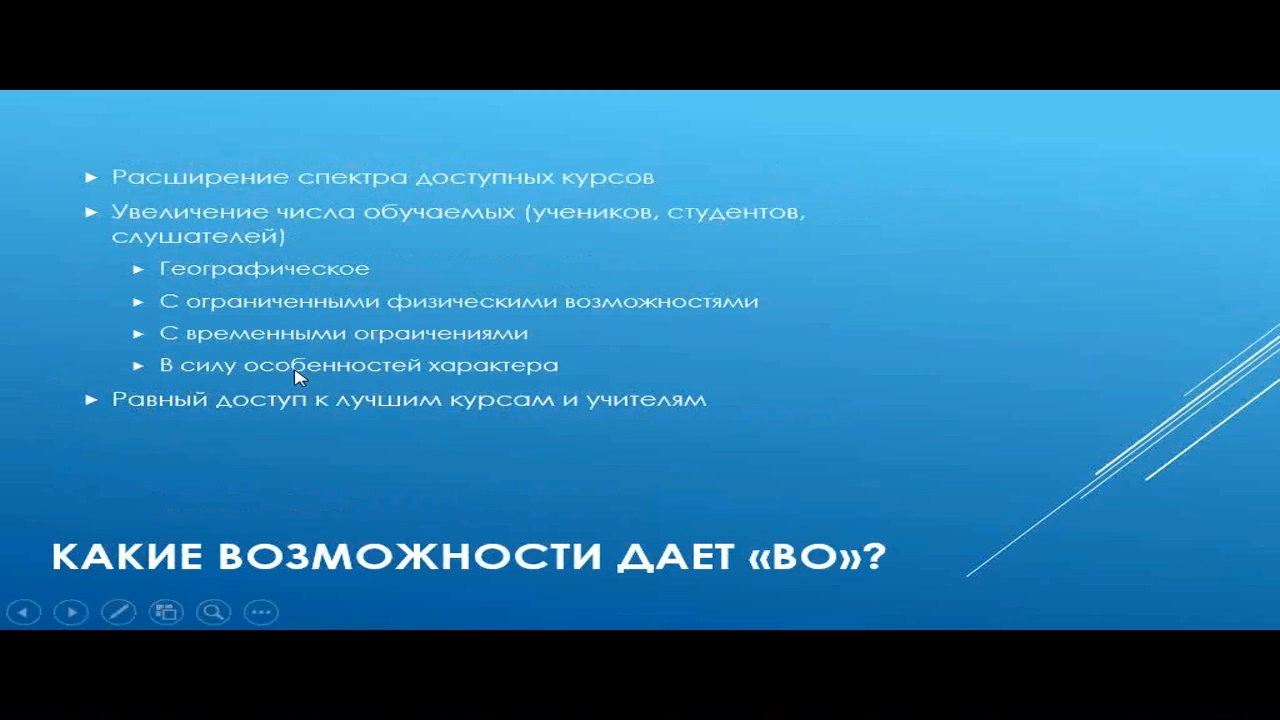 Расширение спектра доступных курсов
Увеличение числа обучаемых (учеников, студентов,
слушателей)
Географическое
С ограниченными физическими возможностями
С временными ограичениями
В силу особенностей характера
Равный доступ к лучшим курсам и учителям
КАКИЕ ВОЗМОЖНОСТИ ДАЕТ «ВО»?